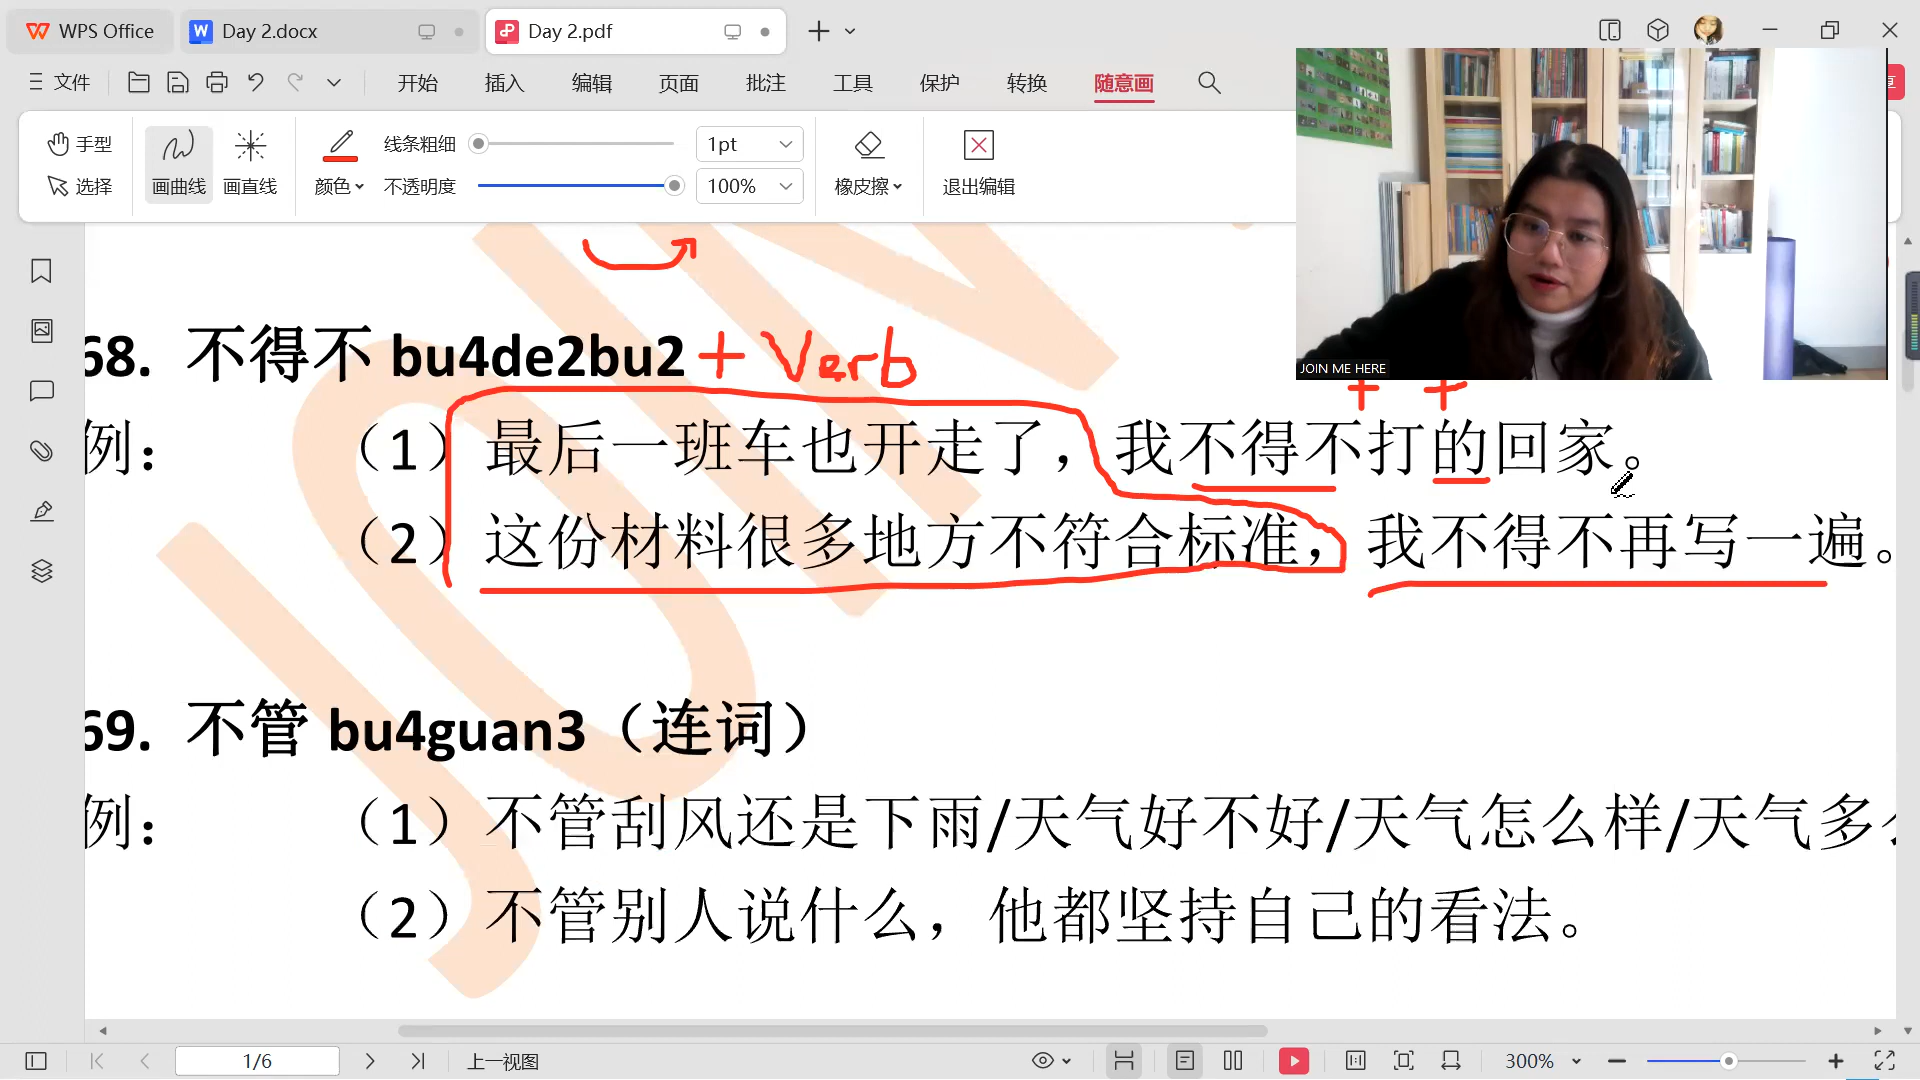 WPS Office Day 2.docx Day 2.pdf
文件 开始 插入 编辑 页面 批注 工具 保护 转换 随意画
手型 线条粗细 1pt
选择 画曲线 画直线 颜色 不透明度 100% 橡皮擦 退出编辑
JOIN ME HERE
68. 不得不 bu4de2bu2 + Verb
+ +
例： （1）最后一班车也开走了，我不得不打的回家。
（2）这份材料很多地方不符合标准，我不得不再写一遍。
69. 不管 bu4guan3（连词）
例： （1）不管刮风还是下雨/天气好不好/天气怎么样/天气多
（2）不管别人说什么，他都坚持自己的看法。
1/6 上一视图 300%